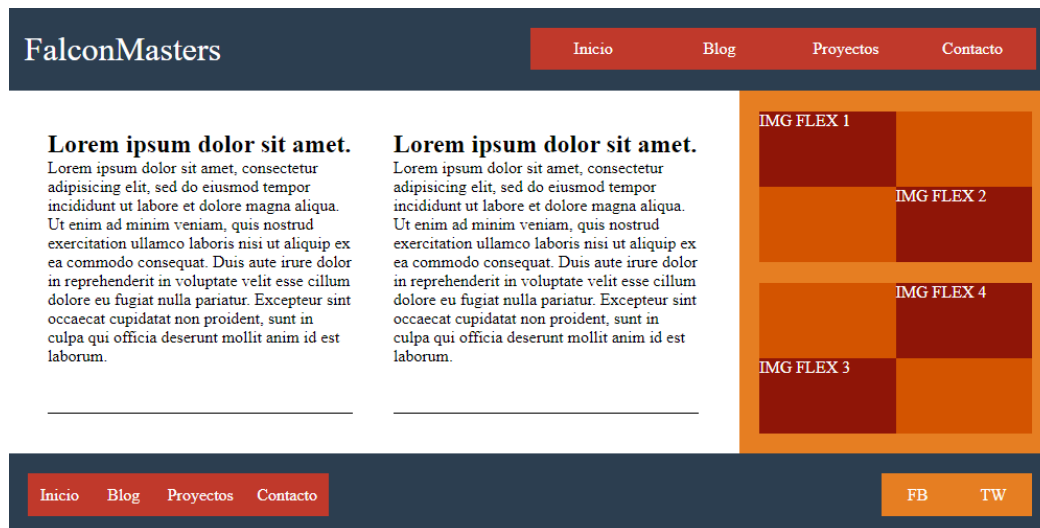 FalconMasters
Inicio Blog Proyectos Contacto
Lorem ipsum dolor sit amet.
Lorem ipsum dolor sit amet, consectetur
adipisicing elit, sed do eiusmod tempor
incididunt ut labore et dolore magna aliqua.
Ut enim ad minim veniam, quis nostrud
exercitation ullamco laboris nisi ut aliquip ex
ea commodo consequat. Duis aute irure dolor
in reprehenderit in voluptate velit esse cillum
dolore eu fugiat nulla pariatur. Excepteur sint
occaecat cupidatat non proident, sunt in
culpa qui officia deserunt mollit anim id est
laborum.
Lorem ipsum dolor sit amet.
Lorem ipsum dolor sit amet, consectetur
adipisicing elit, sed do eiusmod tempor
incididunt ut labore et dolore magna aliqua.
Ut enim ad minim veniam, quis nostrud
exercitation ullamco laboris nisi ut aliquip ex
ea commodo consequat. Duis aute irure dolor
in reprehenderit in voluptate velit esse cillum
dolore eu fugiat nulla pariatur. Excepteur sint
occaecat cupidatat non proident, sunt in
culpa qui officia deserunt mollit anim id est
laborum.
IMG FLEX 1
IMG FLEX 2
IMG FLEX 4
IMG FLEX 3
Inicio Blog Proyectos Contacto
FB TW